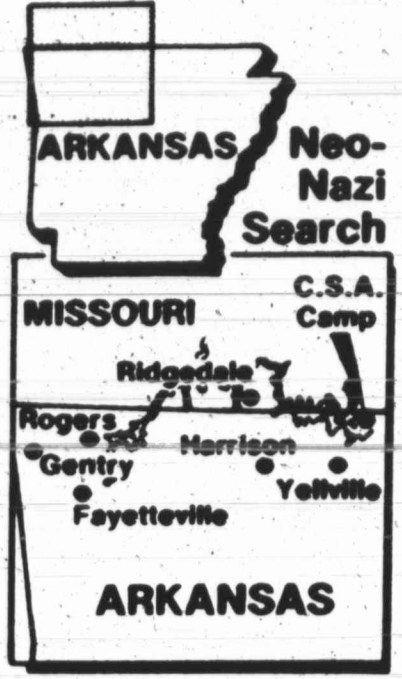 ARKANSAS
Neo-
Nazi
Search
MISSOURI
C.S.A.
Camp
Ridgedale
Rogers
Harrison
Gentry
Yellville
Fayetteville
ARKANSAS